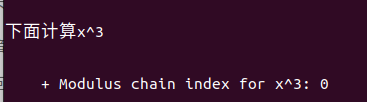 下面计算x^3
+ Modulus chain index for x^3: 0